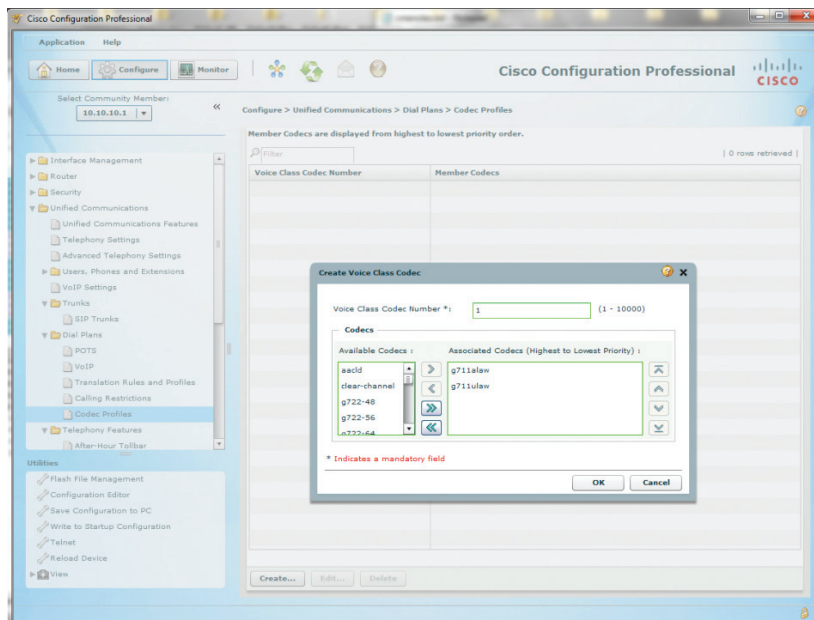 Cisco Configuration Professional
Application Help
Home Configure Monitor
Cisco Configuration Professional
CISCO
Select Community Member:
10.10.10.1
Configure > Unified Communications > Dial Plans > Codec Profiles
Member Codecs are displayed from highest to lowest priority order.
Filter
| 0 rows retrieved |
Voice Class Codec Number Member Codecs
Interface Management
Router
Security
Unified Communications
Unified Communications Features
Telephony Settings
Advanced Telephony Settings
Users, Phones and Extensions
VoIP Settings
Trunks
SIP Trunks
Dial Plans
POTS
VoIP
Translation Rules and Profiles
Calling Restrictions
Codec Profiles
Telephony Features
After-Hour Tollbar
Utilities
Flash File Management
Configuration Editor
Save Configuration to PC
Write to Startup Configuration
Telnet
Reload Device
View
Create Voice Class Codec
Voice Class Codec Number *: 1 (1 - 10000)
Codecs
Available Codecs : Associated Codecs (Highest to Lowest Priority) :
aacld g711alaw
clear-channel g711ulaw
g722-48
g722-56
g722-64
* Indicates a mandatory field
OK Cancel
Create... Edit... Delete